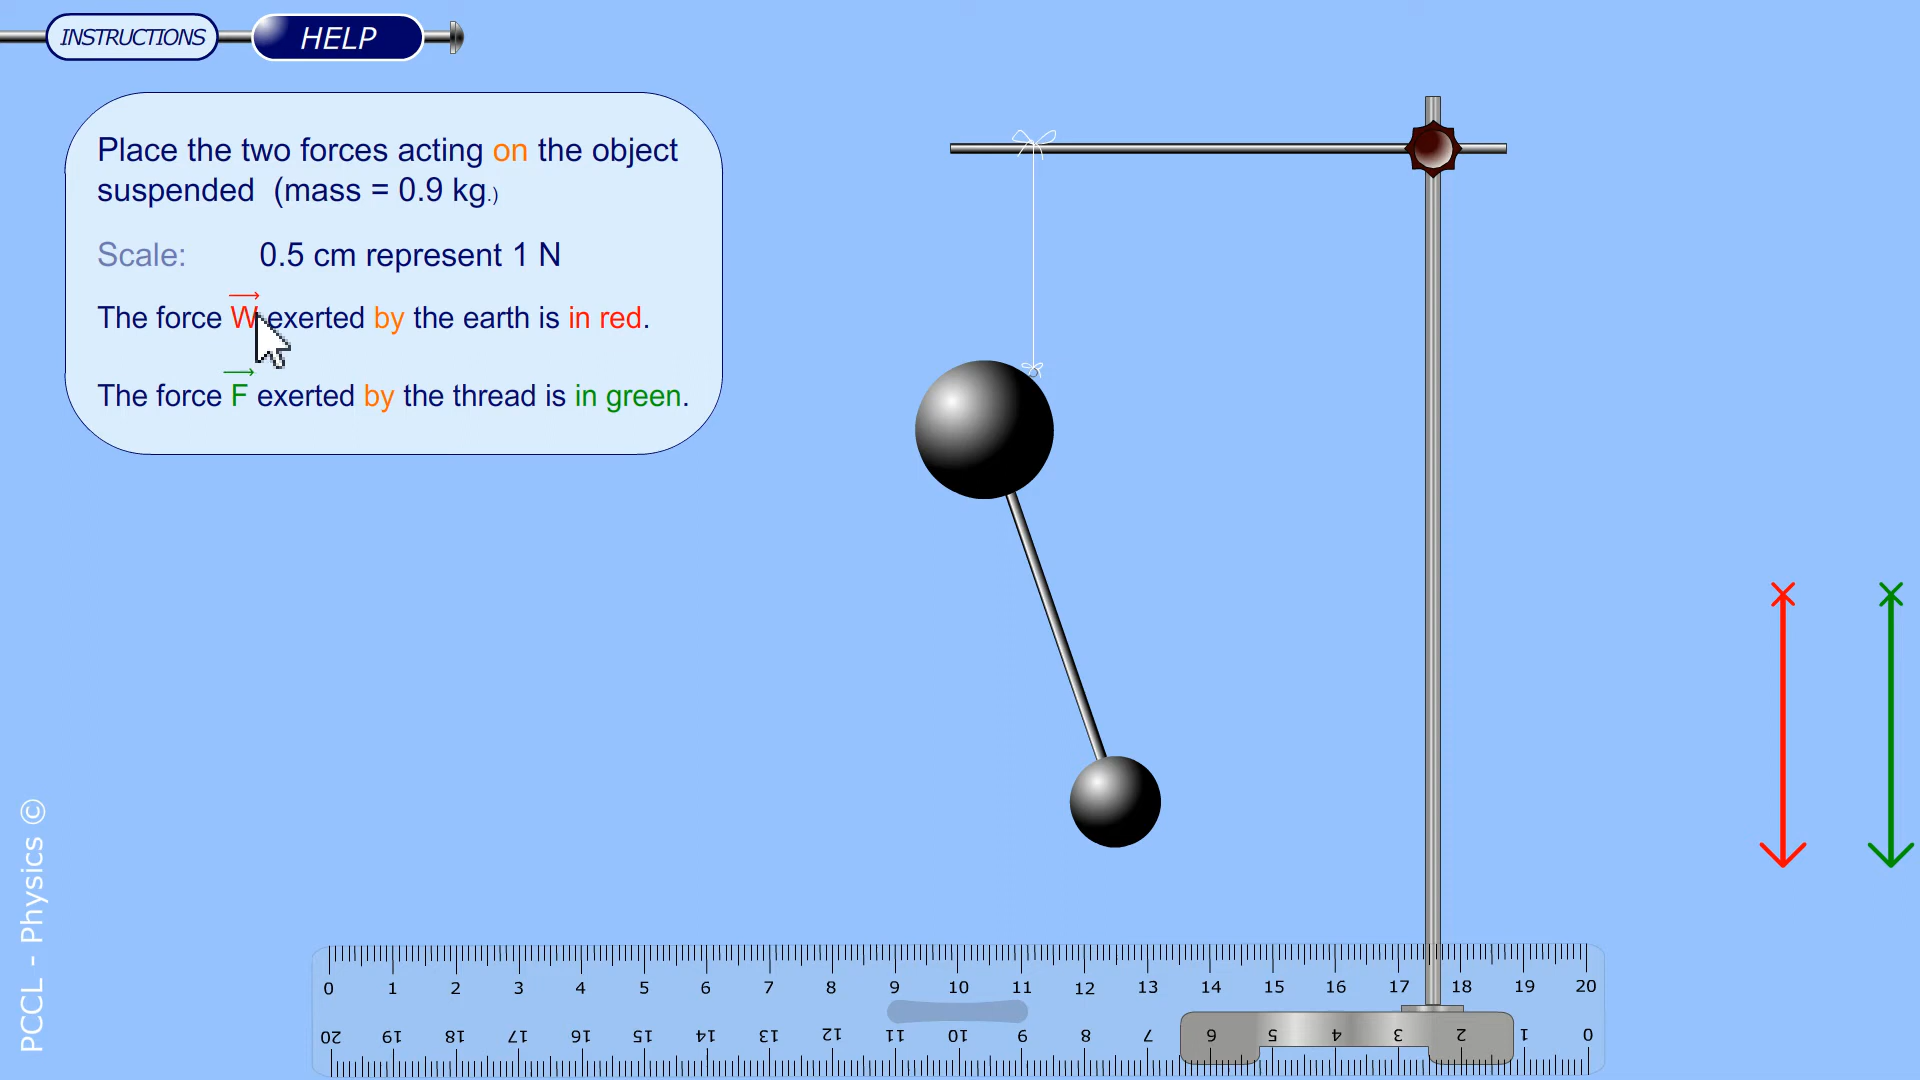 INSTRUCTIONS
HELP
Place the two forces acting on the object
suspended (mass = 0.9 kg.)
Scale: 0.5 cm represent 1 N
The force W exerted by the earth is in red.
The force F exerted by the thread is in green.
PCCL - Physics ©
0 1 2 3 4 5 6 7 8 9 10 11 12 13 14 15 16 17 18 19 20
20 19 18 17 16 15 14 13 12 11 10 9 8 7 6 5 4 3 2 1 0